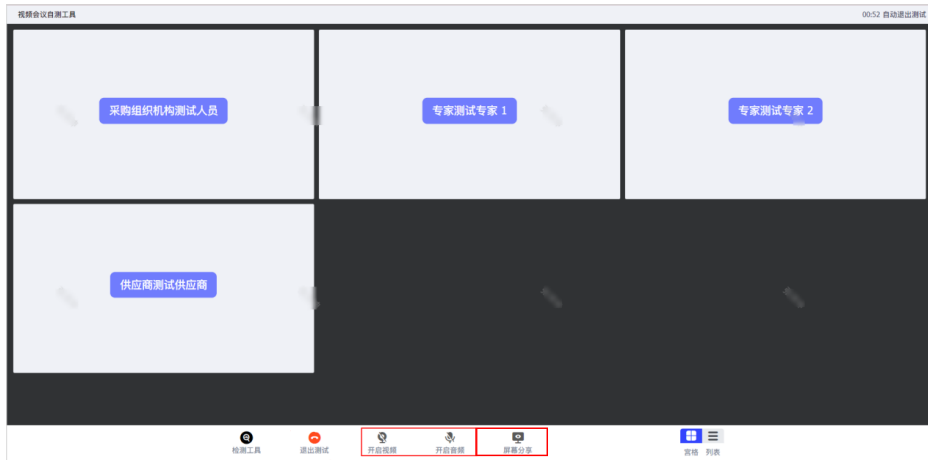 视频会议自测工具
00:52 自动退出测试
采购组织机构测试人员
专家测试专家 1
专家测试专家 2
供应商测试供应商
检测工具
退出测试
开启视频
开启音频
屏幕分享
宫格
列表